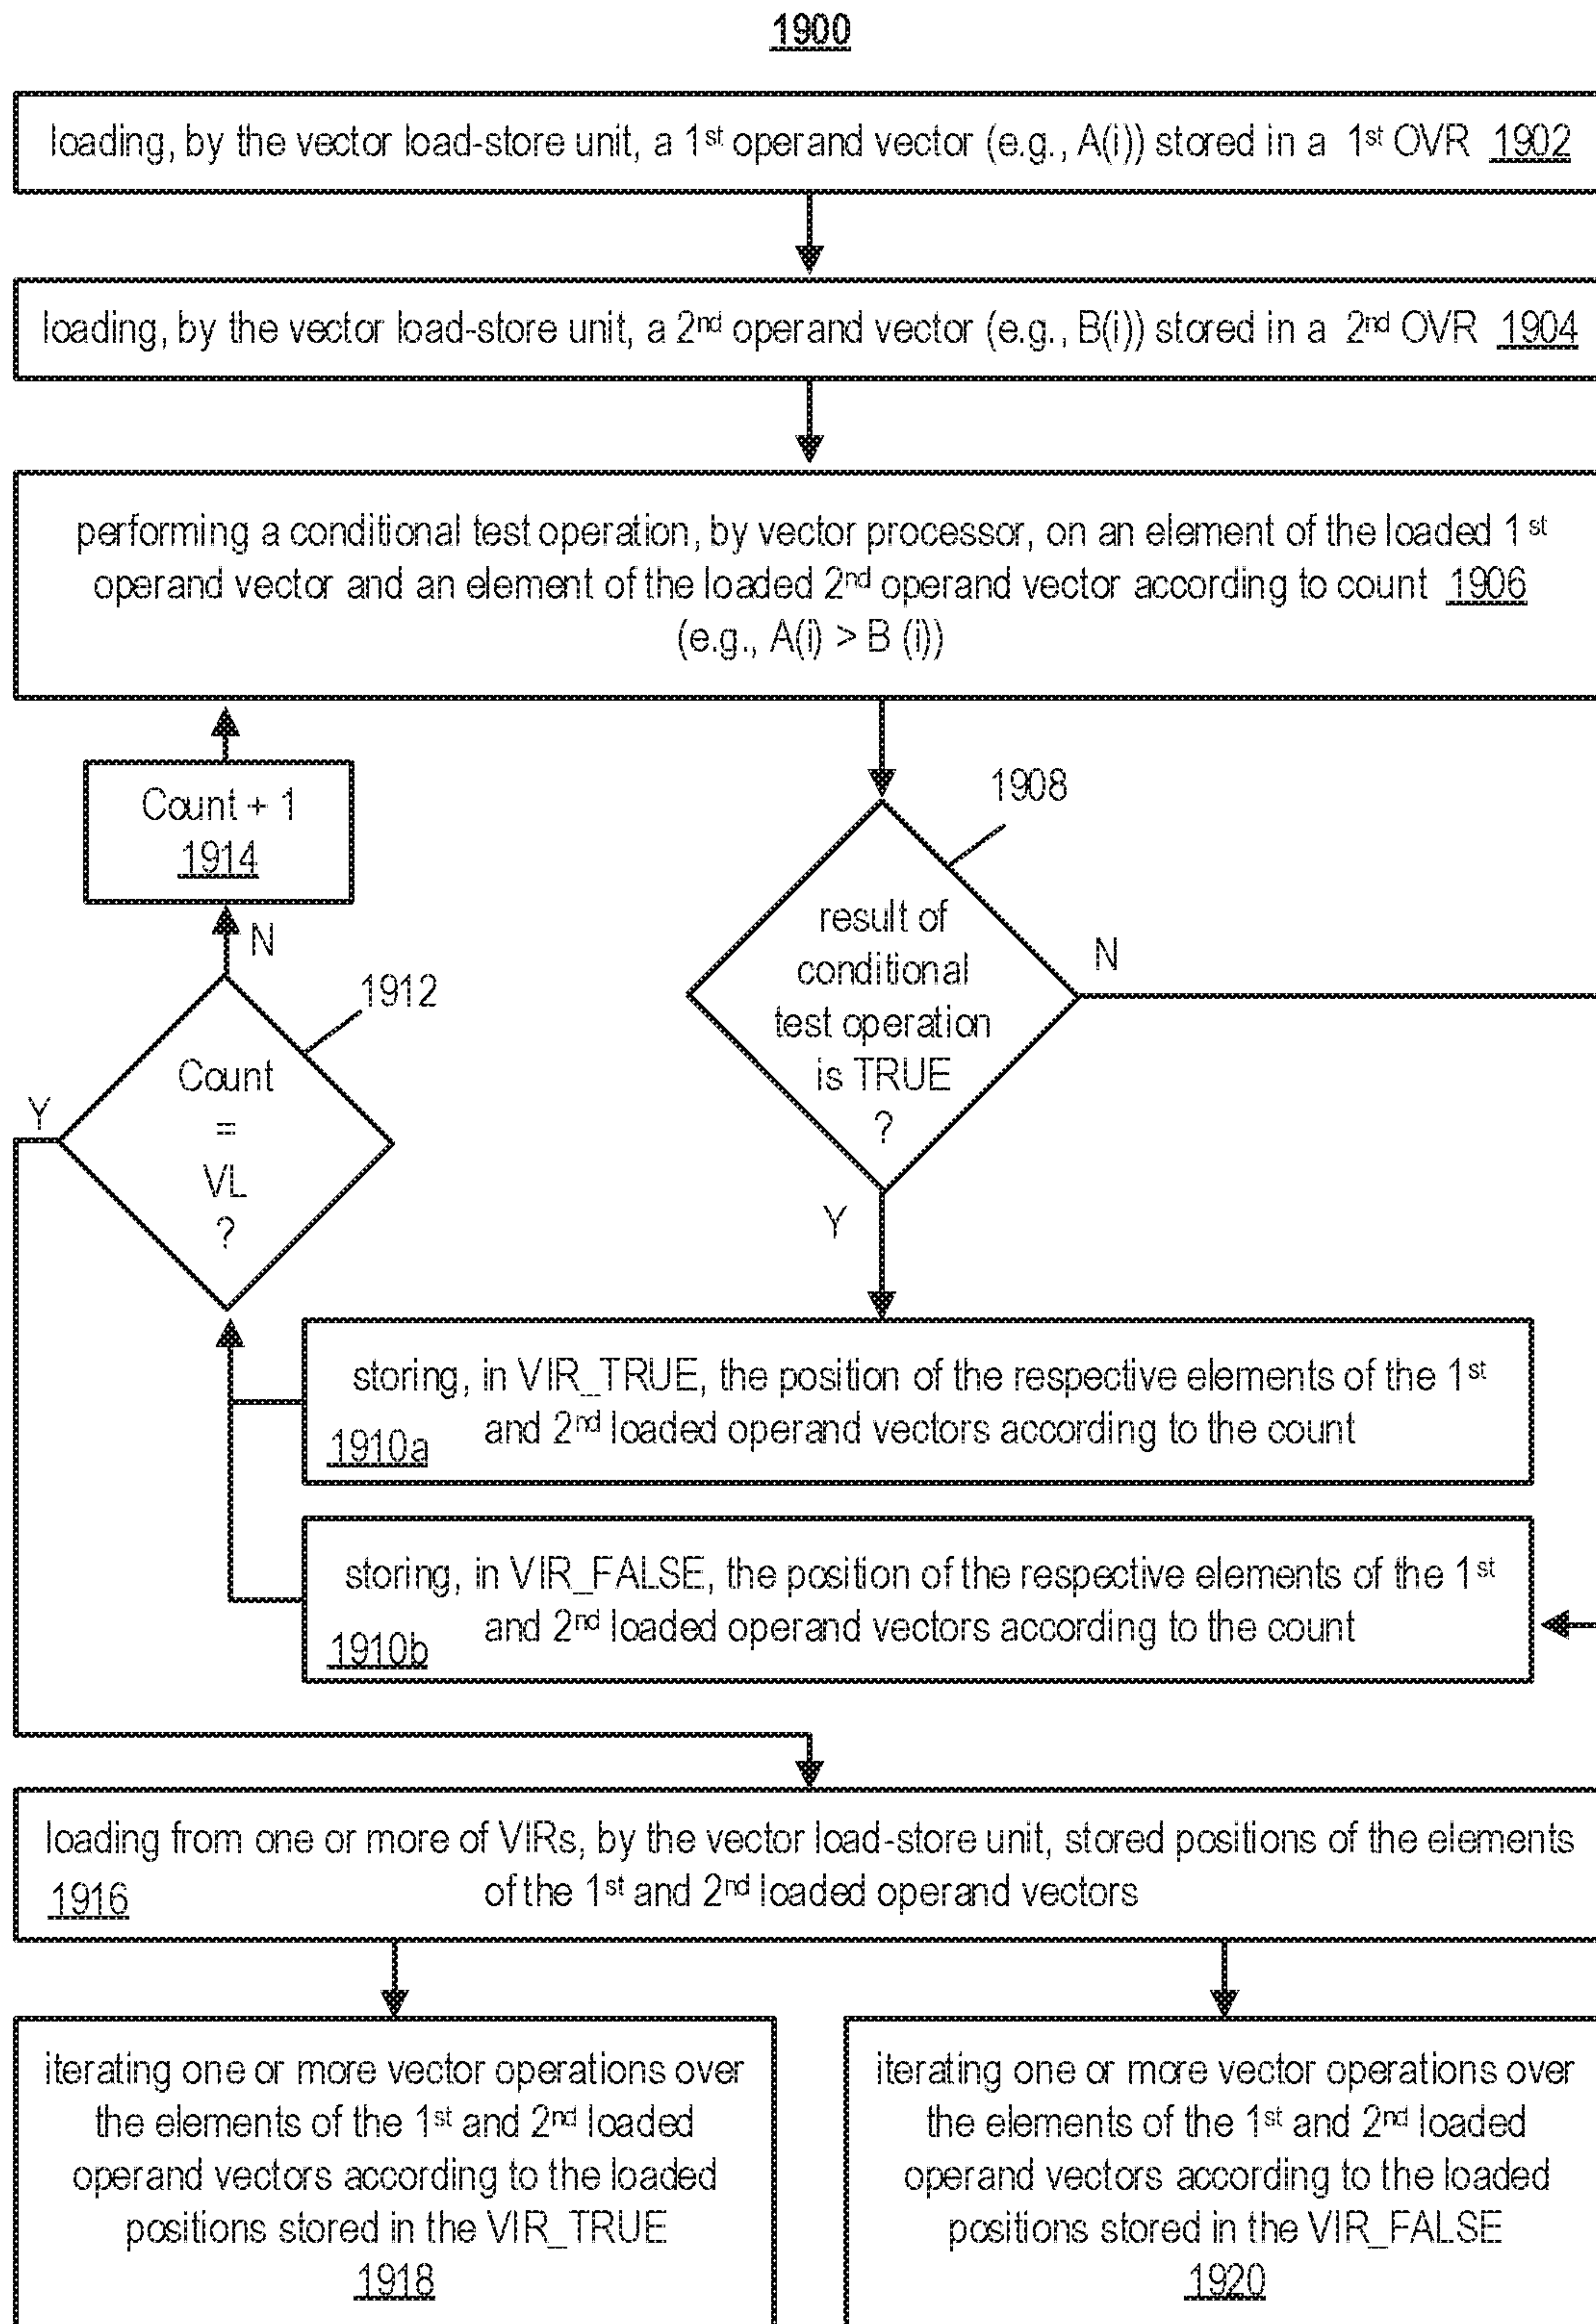 1900
loading, by the vector load-store unit, a 1st operand vector (e.g., A(i)) stored in a 1st OVR 1902
loading, by the vector load-store unit, a 2nd operand vector (e.g., B(i)) stored in a 2nd OVR 1904
performing a conditional test operation, by vector processor, on an element of the loaded 1st
operand vector and an element of the loaded 2nd operand vector according to count 1906
(e.g., A(i) > B (i))
Count + 1
1914
N
1912
Count
=
VL
?
Y
1908
result of
conditional
test operation
is TRUE
?
N
Y
storing, in VIR_TRUE, the position of the respective elements of the 1st
1910a and 2nd loaded operand vectors according to the count
storing, in VIR_FALSE, the position of the respective elements of the 1st
1910b and 2nd loaded operand vectors according to the count
loading from one or more of VIRs, by the vector load-store unit, stored positions of the elements
1916 of the 1st and 2nd loaded operand vectors
iterating one or more vector operations over
the elements of the 1st and 2nd loaded
operand vectors according to the loaded
positions stored in the VIR_TRUE
1918
iterating one or more vector operations over
the elements of the 1st and 2nd loaded
operand vectors according to the loaded
positions stored in the VIR_FALSE
1920